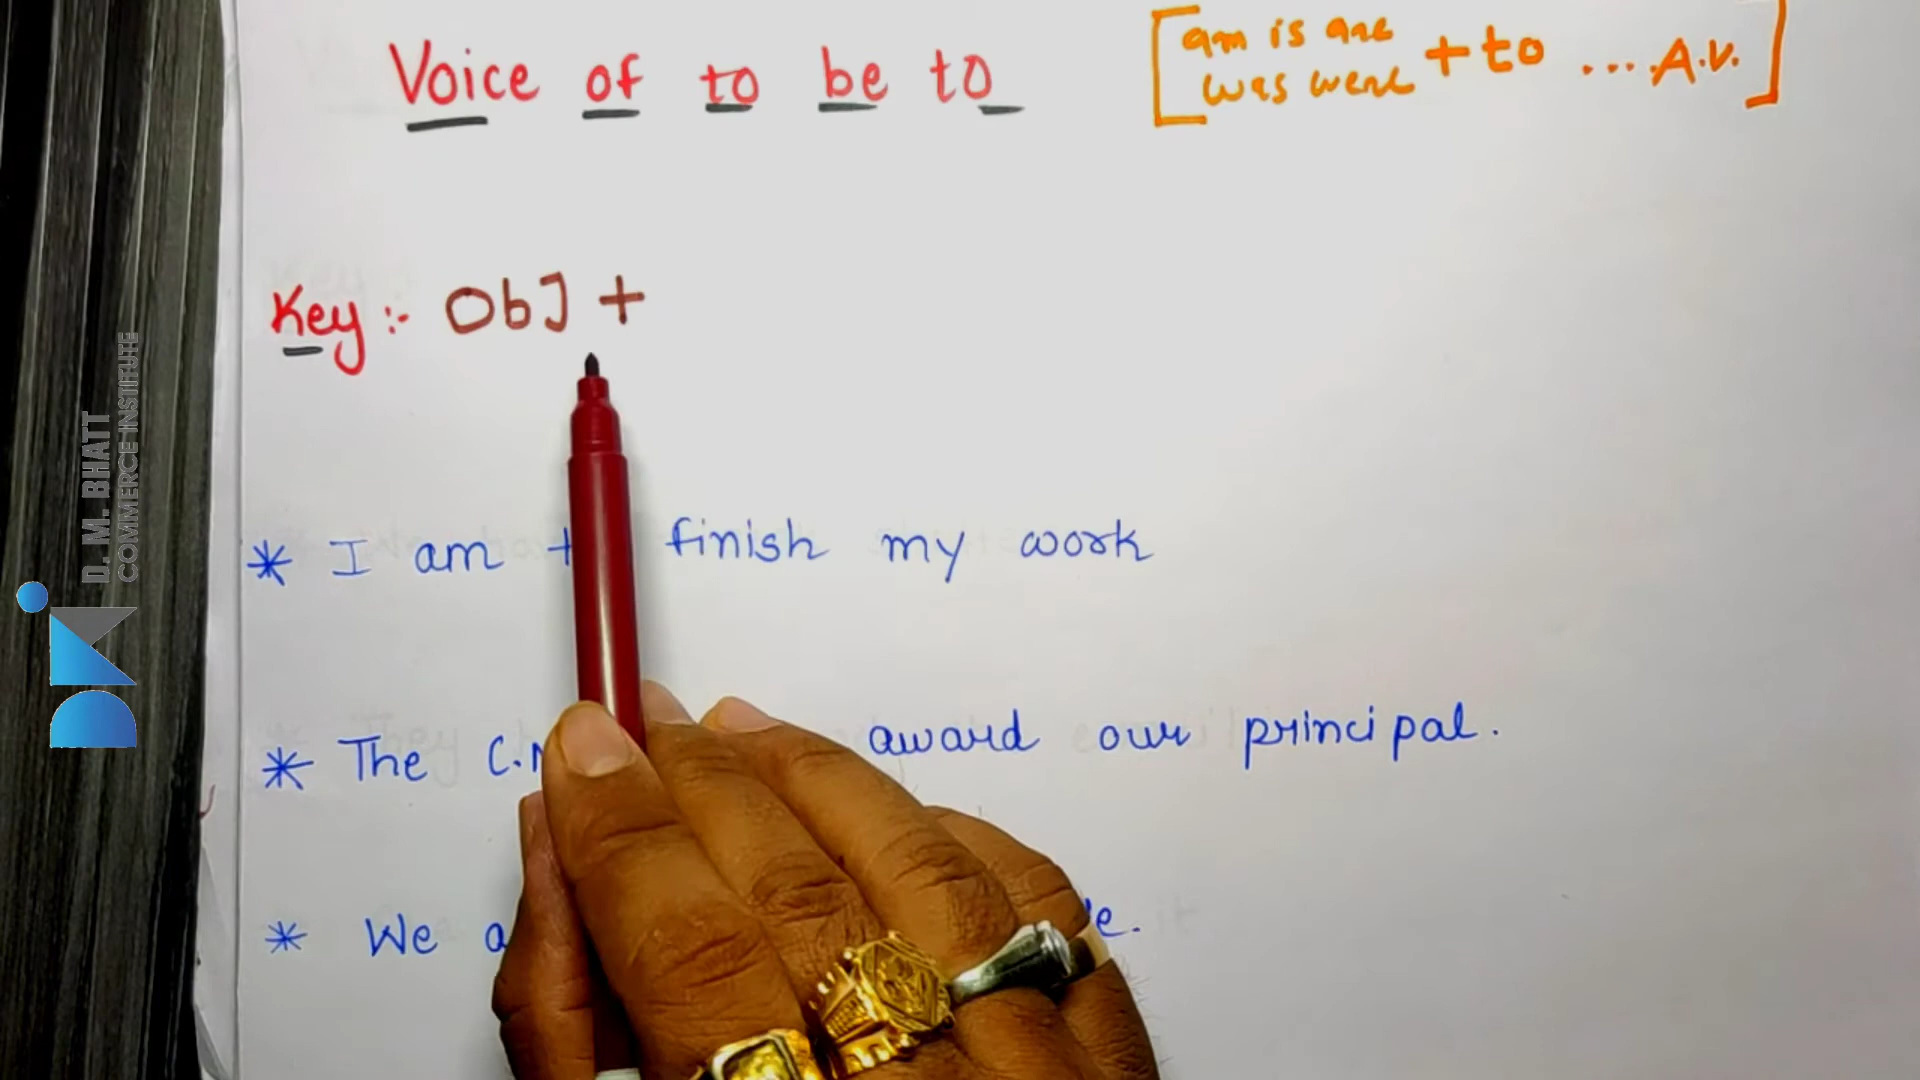 Voice of to be to
[am is are
was were + to ... A.V.]
Key :- ObJ +
* I am finish my work
* The award our principal.
* We
D. M. BHATT
COMMERCE INSTITUTE